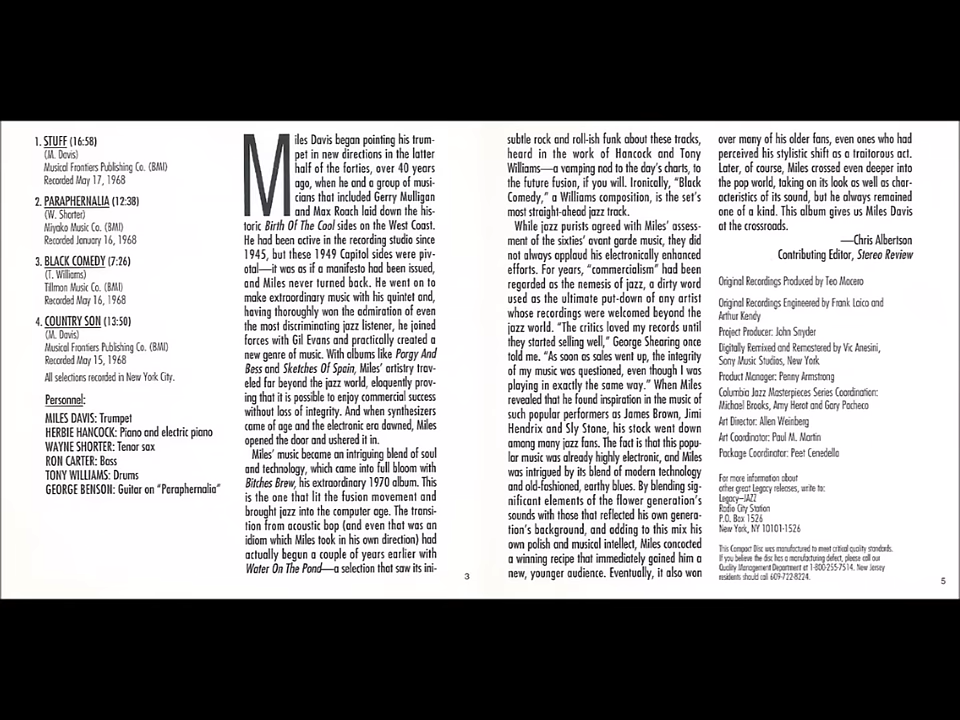 1. STUFF (16:58)
(M. Davis)
Musical Frontiers Publishing Co. (BMI)
Recorded May 17, 1968
2. PARAPHERNALIA (12:38)
(W. Shorter)
Miyako Music Co. (BMI)
Recorded January 16, 1968
3. BLACK COMEDY (7:26)
(T. Williams)
Tillmon Music Co. (BMI)
Recorded May 16, 1968
4. COUNTRY SON (13:50)
(M. Davis)
Musical Frontiers Publishing Co. (BMI)
Recorded May 15, 1968
All selections recorded in New York City.
Personnel:
MILES DAVIS: Trumpet
HERBIE HANCOCK: Piano and electric piano
WAYNE SHORTER: Tenor sax
RON CARTER: Bass
TONY WILLIAMS: Drums
GEORGE BENSON: Guitar on "Paraphernalia"
Miles Davis began pointing his trum-
pet in new directions in the latter
half of the forties, over 40 years
ago, when he and a group of musi-
cians that included Gerry Mulligan
and Max Roach laid down the his-
toric Birth Of The Cool sides on the West Coast.
He had been active in the recording studio since
1945, but these 1949 Capitol sides were piv-
otal—it was as if a manifesto had been issued,
and Miles never turned back. He went on to
make extraordinary music with his quintet and,
having thoroughly won the admiration of even
the most discriminating jazz listener, he joined
forces with Gil Evans and practically created a
new genre of music. With albums like Porgy And
Bess and Sketches Of Spain, Miles' artistry trav-
eled far beyond the jazz world, eloquently prov-
ing that it is possible to enjoy commercial success
without loss of integrity. And when synthesizers
came of age and the electronic era dawned, Miles
opened the door and ushered it in.
Miles' music became an intriguing blend of soul
and technology, which came into full bloom with
Bitches Brew, his extraordinary 1970 album. This
is the one that lit the fusion movement and
brought jazz into the computer age. The transi-
tion from acoustic bop (and even that was an
idiom which Miles took in his own direction) had
actually begun a couple of years earlier with
Water On The Pond—a selection that saw its ini-
3
subtle rock and roll-ish funk about these tracks,
heard in the work of Hancock and Tony
Williams—a vamping nod to the day's charts, to
the future fusion, if you will. Ironically, "Black
Comedy," a Williams composition, is the set's
most straight-ahead jazz track.
While jazz purists agreed with Miles' assess-
ment of the sixties' avant garde music, they did
not always applaud his electronically enhanced
efforts. For years, "commercialism" had been
regarded as the nemesis of jazz, a dirty word
used as the ultimate put-down of any artist
whose recordings were welcomed beyond the
jazz world. "The critics loved my records until
they started selling well," George Shearing once
told me. "As soon as sales went up, the integrity
of my music was questioned, even though I was
playing in exactly the same way." When Miles
revealed that he found inspiration in the music of
such popular performers as James Brown, Jimi
Hendrix and Sly Stone, his stock went down
among many jazz fans. The fact is that this popu-
lar music was already highly electronic, and Miles
was intrigued by its blend of modern technology
and old-fashioned, earthy blues. By blending sig-
nificant elements of the flower generation's
sounds with those that reflected his own genera-
tion's background, and adding to this mix his
own polish and musical intellect, Miles concocted
a winning recipe that immediately gained him a
new, younger audience. Eventually, it also won
over many of his older fans, even ones who had
perceived his stylistic shift as a traitorous act.
Later, of course, Miles crossed even deeper into
the pop world, taking on its look as well as char-
acteristics of its sound, but he always remained
one of a kind. This album gives us Miles Davis
at the crossroads.
—Chris Albertson
Contributing Editor, Stereo Review
Original Recordings Produced by Teo Macero
Original Recordings Engineered by Frank Laico and
Arthur Kendy
Project Producer: John Snyder
Digitally Remixed and Remastered by Vic Anesini,
Sony Music Studios, New York
Product Manager: Penny Armstrong
Columbia Jazz Masterpieces Series Coordination:
Michael Brooks, Amy Herot and Gary Pacheco
Art Director: Allen Weinberg
Art Coordinator: Paul M. Martin
Package Coordinator: Peet Cenedella
For more information about
other great Legacy releases, write to:
Legacy—JAZZ
Radio City Station
P.O. Box 1526
New York, NY 10101-1526
This Compact Disc was manufactured to meet critical quality standards.
If you believe the disc has a manufacturing defect, please call our
Quality Management Department at 1-800-255-7514. New Jersey
residents should call 609-722-8224.
5